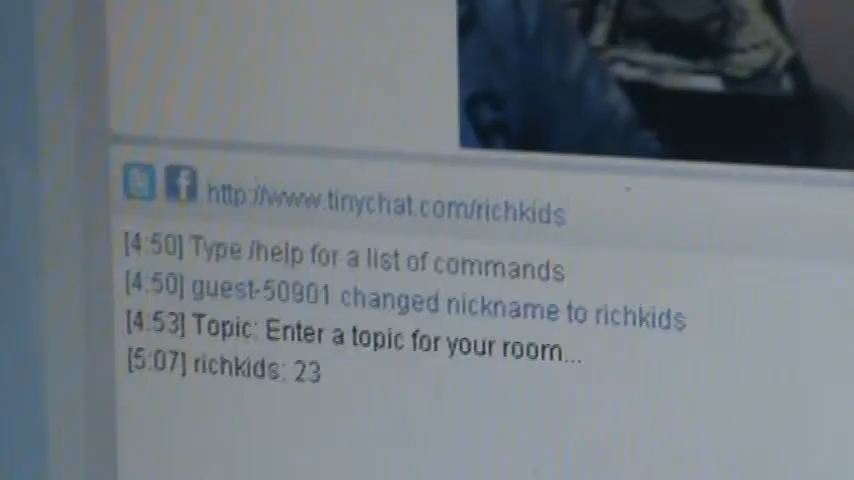 http://www.tinychat.com/richkids
[4:50] Type /help for a list of commands
[4:50] guest-50901 changed nickname to richkids
[4:53] Topic: Enter a topic for your room...
[5:07] richkids: 23